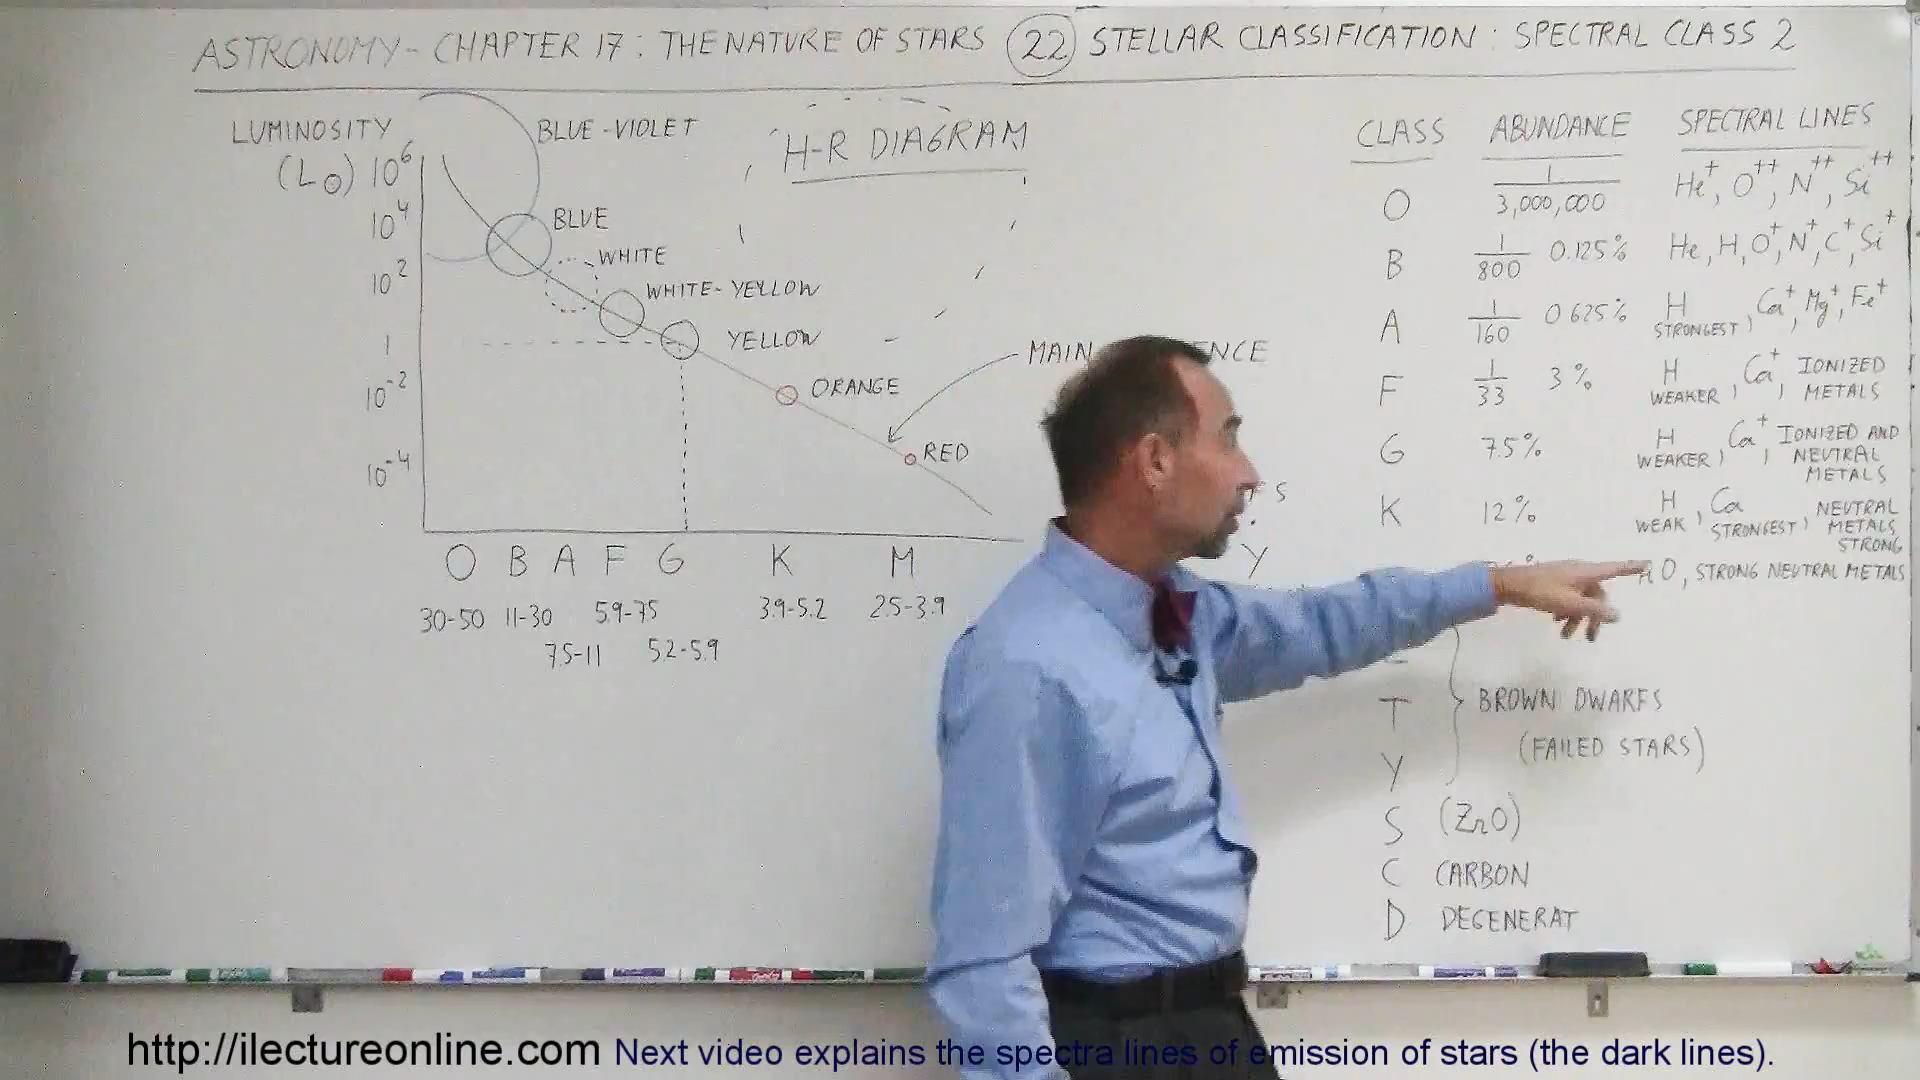 ASTRONOMY - CHAPTER 17: THE NATURE OF STARS 22 STELLAR CLASSIFICATION: SPECTRAL CLASS 2
LUMINOSITY
(L⊙)
10^6
10^4
10^2
1
10^-2
10^-4
BLUE-VIOLET
BLUE
WHITE
WHITE-YELLOW
YELLOW
ORANGE
RED
H-R DIAGRAM
MAIN
O B A F G K M
Y
30-50 11-30 5.9-7.5 3.9-5.2 2.5-3.9
7.5-11 5.2-5.9
CLASS ABUNDANCE SPECTRAL LINES
O 1/3,000,000 He+, O++, N++, Si++
B 1/800 0.125% He, H, O+, N+, C+, Si+
A 1/160 0.625% H STRONGEST, Ca+, Mg+, Fe+
F 1/33 3% H WEAKER, Ca+, IONIZED METALS
G 7.5% H WEAKER, Ca+, IONIZED AND NEUTRAL METALS
K 12% H WEAK, Ca STRONGEST, NEUTRAL METALS STRONG
O, STRONG NEUTRAL METALS
T
Y
BROWN DWARFS
(FAILED STARS)
S (ZrO)
C CARBON
D DEGENERAT
http://ilectureonline.com Next video explains the spectra lines of emission of stars (the dark lines).